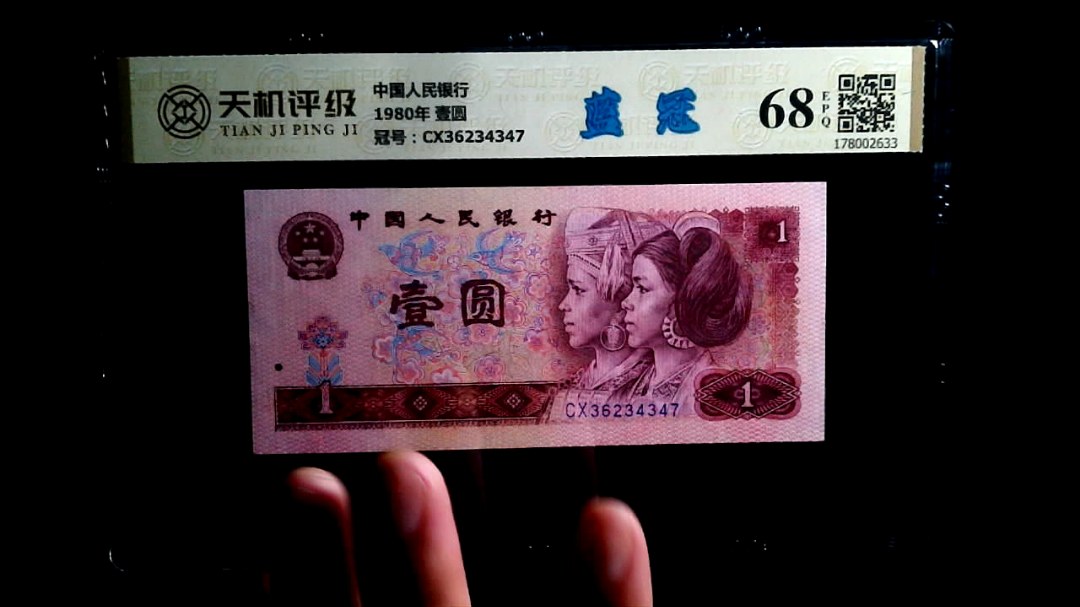 天机评级
TIAN JI PING JI
中国人民银行
1980年 壹圆
冠号：CX36234347
蓝冠
68
EPQ
178002633
中國人民銀行
壹圆
1
1
CX36234347
1